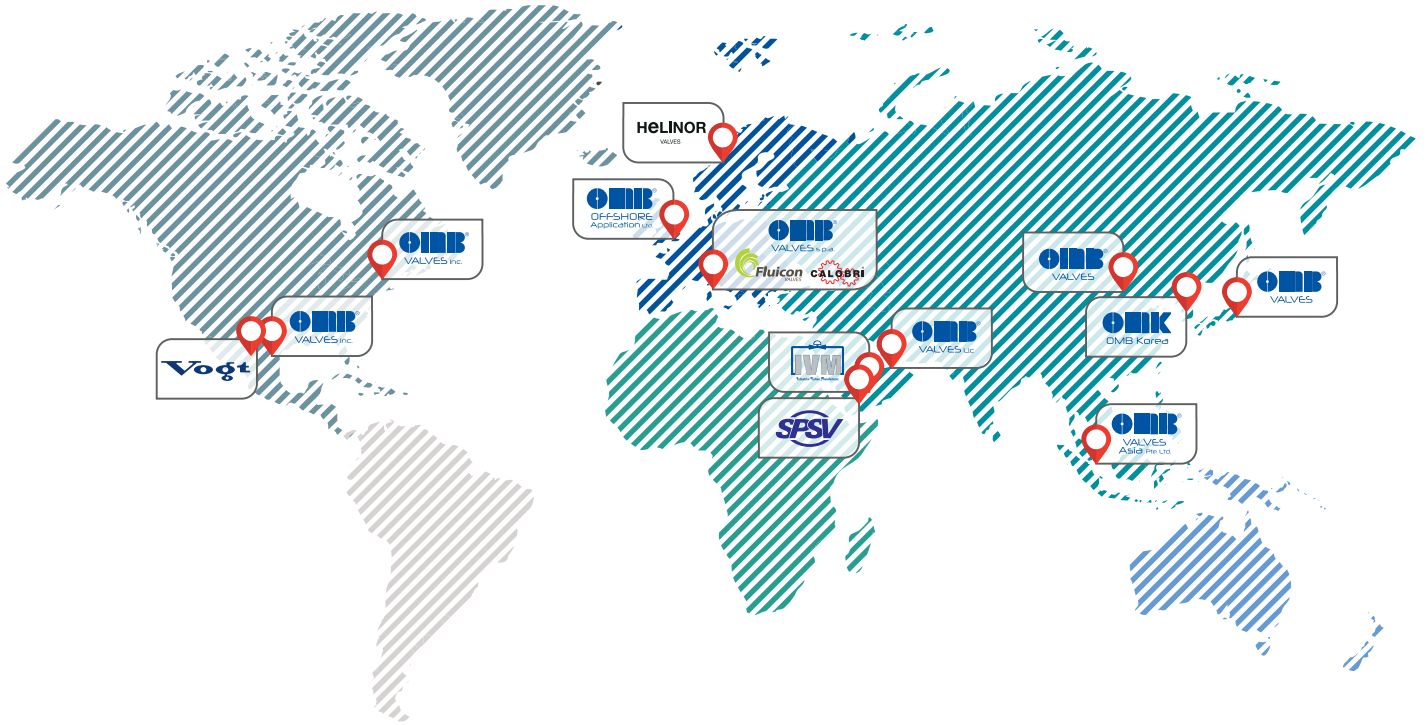 HeLINOR
VALVES
OMB®
OFFSHORE
Application Ltd.
OMB®
VALVES s.p.a.
Fluicon
VALVES
CALOBRI
OMB®
VALVES Inc.
OMB®
VALVES Inc.
Vogt
OMB®
VALVES
OMB®
VALVES
OMK
OMB Korea
OMB®
VALVES LLC
IVM
SPSV
OMB®
VALVES
Asia Pte. Ltd.